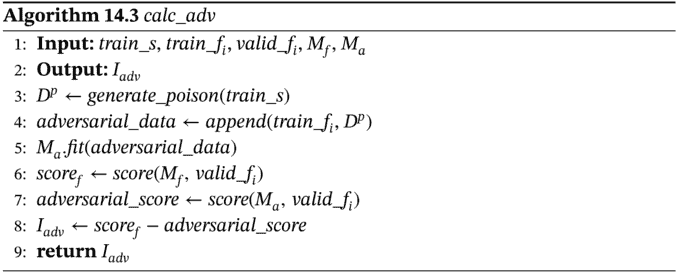 Algorithm 14.3 calc_adv
1: Input: train_s, train_f_i, valid_f_i, M_f, M_a
2: Output: I_adv
3: D^p ← generate_poison(train_s)
4: adversarial_data ← append(train_f_i, D^p)
5: M_a.fit(adversarial_data)
6: score_f ← score(M_f, valid_f_i)
7: adversarial_score ← score(M_a, valid_f_i)
8: I_adv ← score_f − adversarial_score
9: return I_adv